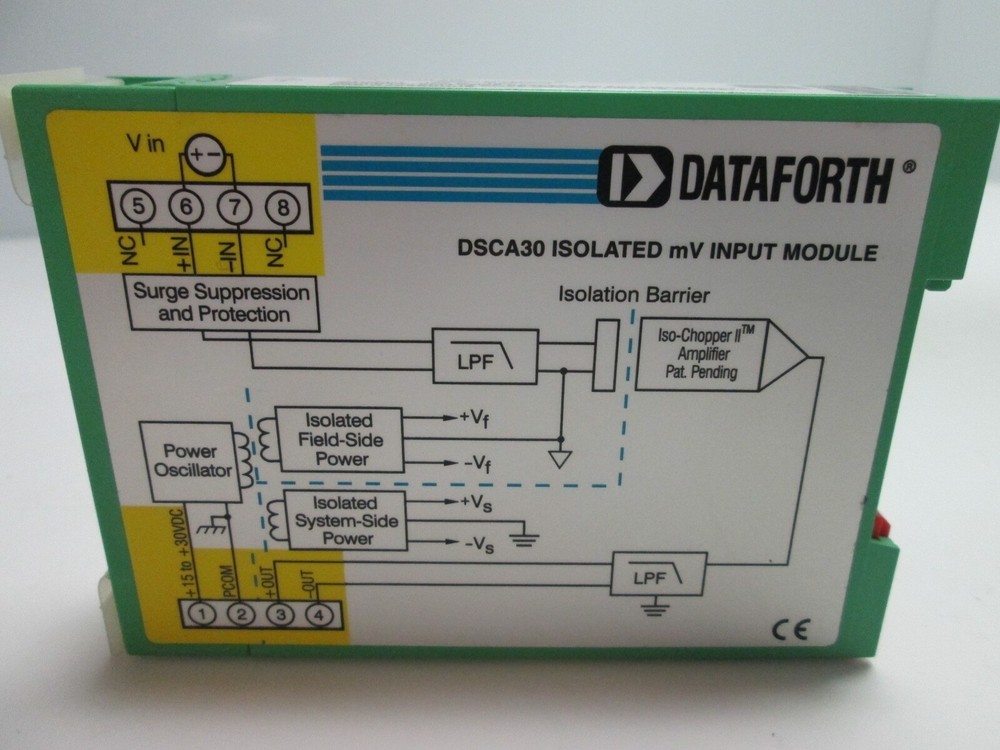 V in
+ -
DATAFORTH ®
5 6 7 8
NC +IN -IN NC
DSCA30 ISOLATED mV INPUT MODULE
Surge Suppression
and Protection
Isolation Barrier
LPF
Iso-Chopper II™
Amplifier
Pat. Pending
Isolated
Field-Side
Power
+Vf
-Vf
Power
Oscillator
Isolated
System-Side
Power
+Vs
-Vs
+15 to +30VDC
PCOM
+OUT
-OUT
LPF
1 2 3 4
CE